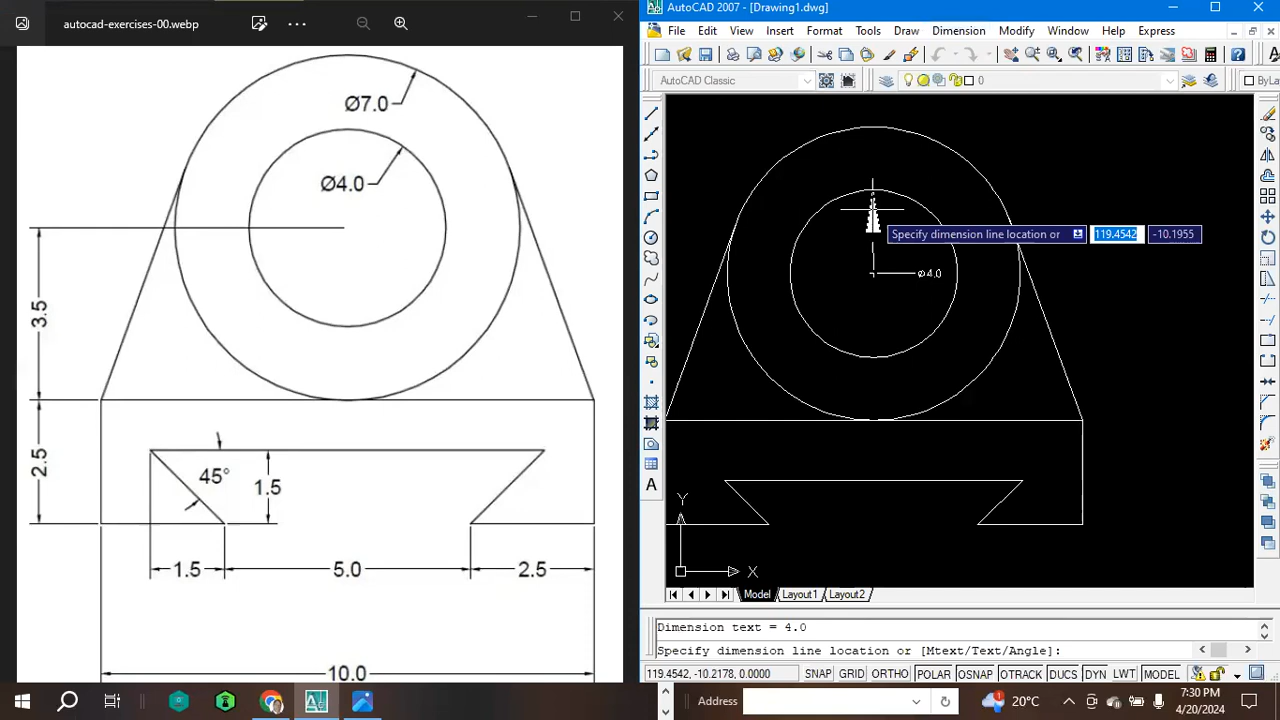 autocad-exercises-00.webp
Ø7.0
Ø4.0
3.5
2.5
45°
1.5
1.5
5.0
2.5
10.0
AutoCAD 2007 - [Drawing1.dwg]
File Edit View Insert Format Tools Draw Dimension Modify Window Help Express
AutoCAD Classic
0
ByLa
Specify dimension line location or 119.4542 -10.1955
ø4.0
Y
X
Model Layout1 Layout2
Dimension text = 4.0
Specify dimension line location or [Mtext/Text/Angle]:
119.4542, -10.2178, 0.0000 SNAP GRID ORTHO POLAR OSNAP OTRACK DUCS DYN LWT MODEL
Address
20°C
7:30 PM
4/20/2024